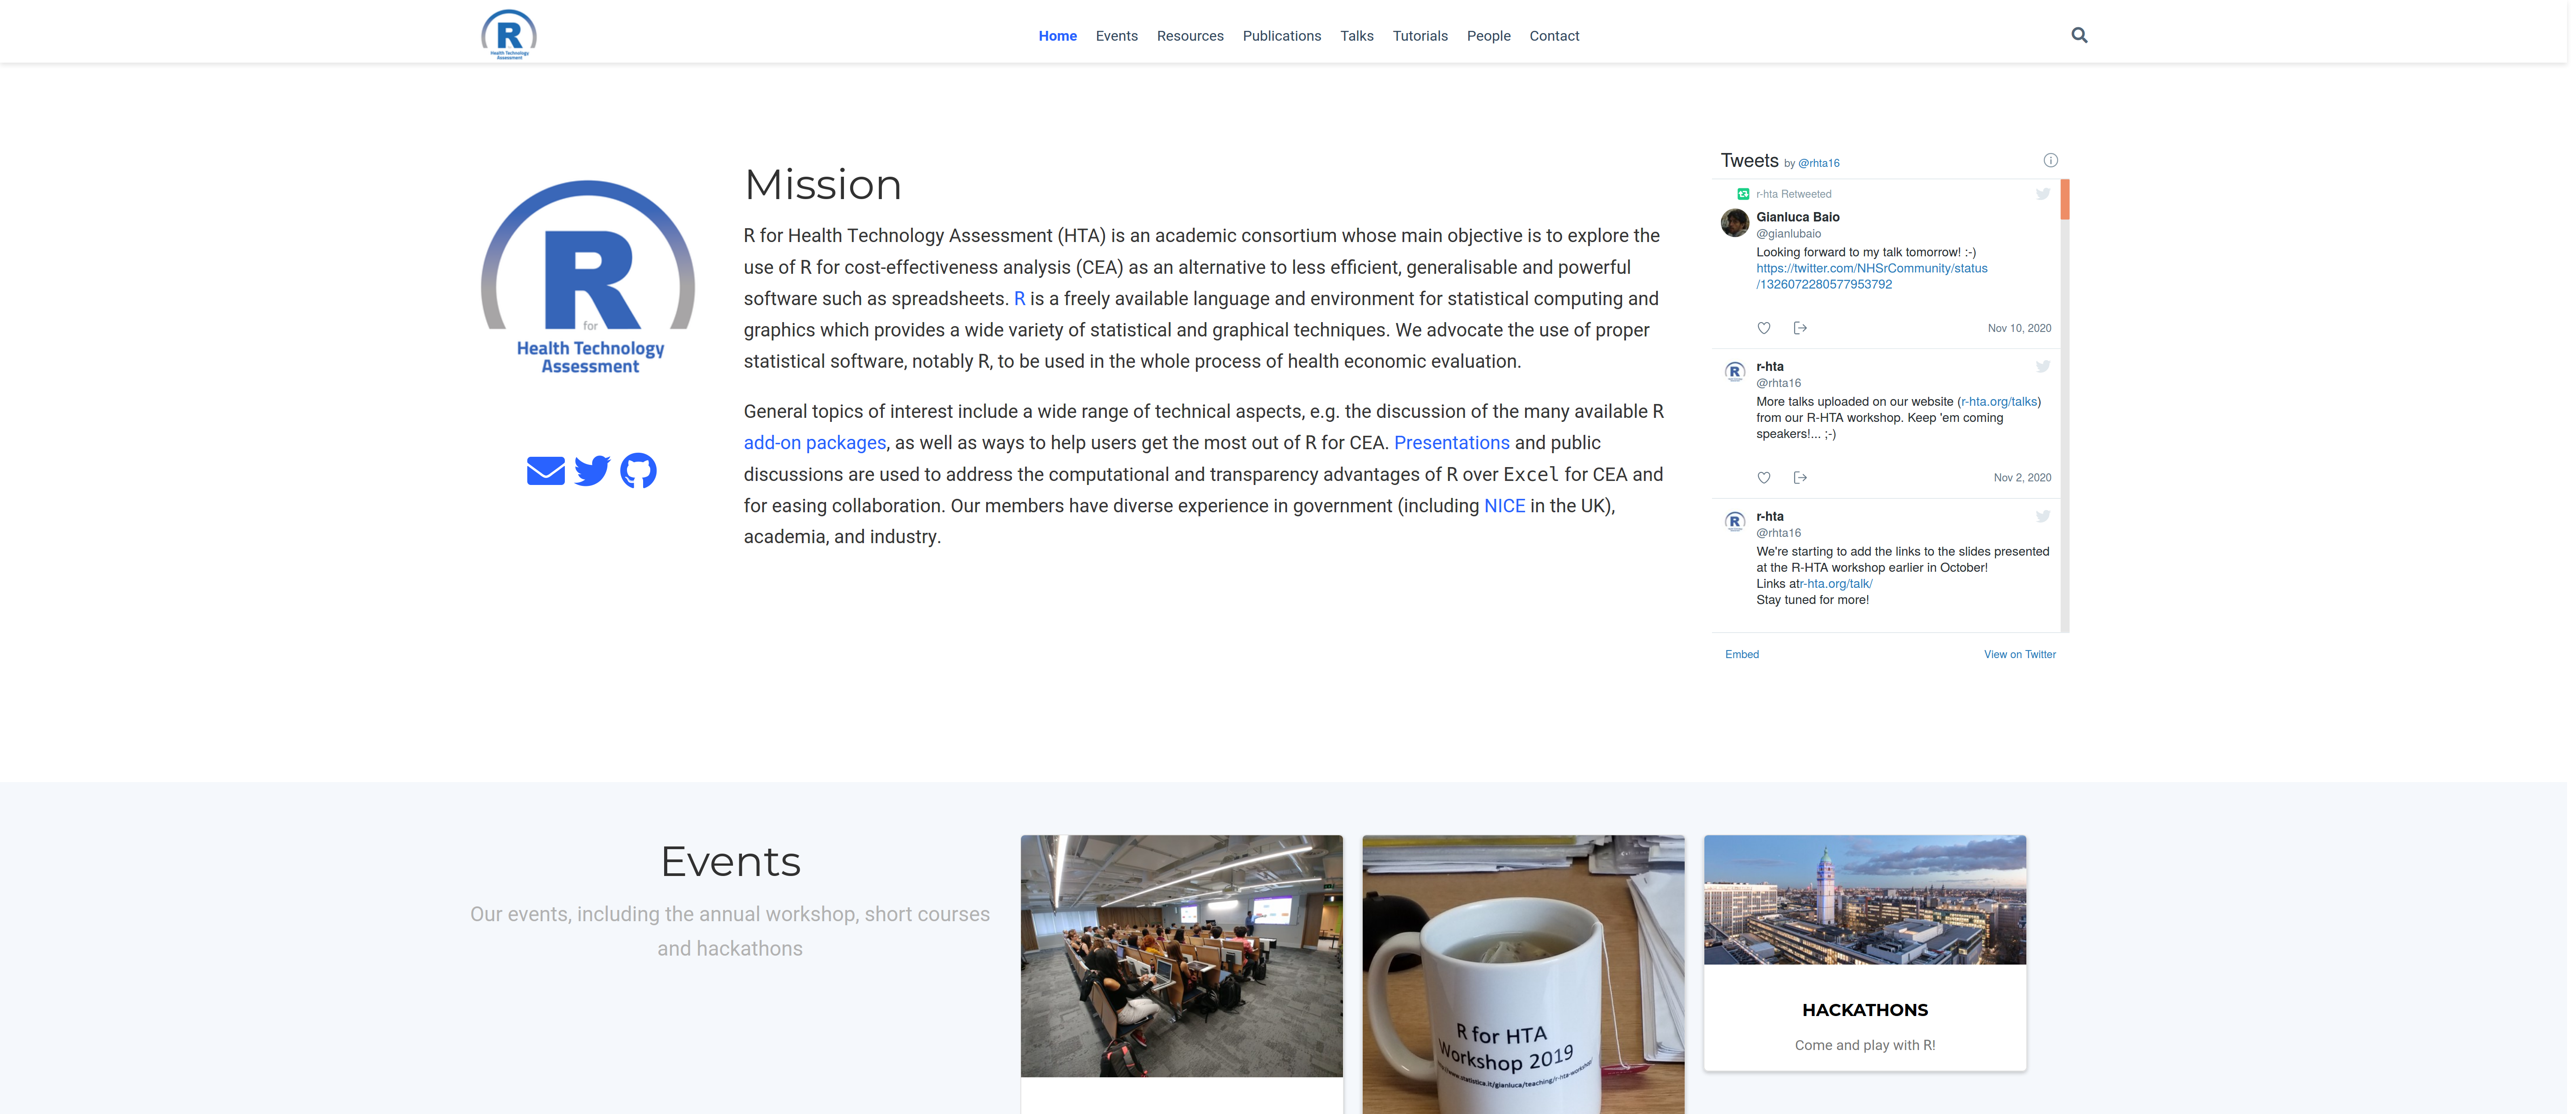 R
Health Technology
Assessment
Home Events Resources Publications Talks Tutorials People Contact
R
for
Health Technology
Assessment
Mission
R for Health Technology Assessment (HTA) is an academic consortium whose main objective is to explore the
use of R for cost-effectiveness analysis (CEA) as an alternative to less efficient, generalisable and powerful
software such as spreadsheets. R is a freely available language and environment for statistical computing and
graphics which provides a wide variety of statistical and graphical techniques. We advocate the use of proper
statistical software, notably R, to be used in the whole process of health economic evaluation.
General topics of interest include a wide range of technical aspects, e.g. the discussion of the many available R
add-on packages, as well as ways to help users get the most out of R for CEA. Presentations and public
discussions are used to address the computational and transparency advantages of R over Excel for CEA and
for easing collaboration. Our members have diverse experience in government (including NICE in the UK),
academia, and industry.
Tweets by @rhta16
r-hta Retweeted
Gianluca Baio
@gianlubaio
Looking forward to my talk tomorrow! :-)
https://twitter.com/NHSrCommunity/status
/1326072280577953792
Nov 10, 2020
r-hta
@rhta16
More talks uploaded on our website (r-hta.org/talks)
from our R-HTA workshop. Keep 'em coming
speakers!... ;-)
Nov 2, 2020
r-hta
@rhta16
We're starting to add the links to the slides presented
at the R-HTA workshop earlier in October!
Links atr-hta.org/talk/
Stay tuned for more!
Embed View on Twitter
Events
Our events, including the annual workshop, short courses
and hackathons
R for HTA
Workshop 2019
HACKATHONS
Come and play with R!